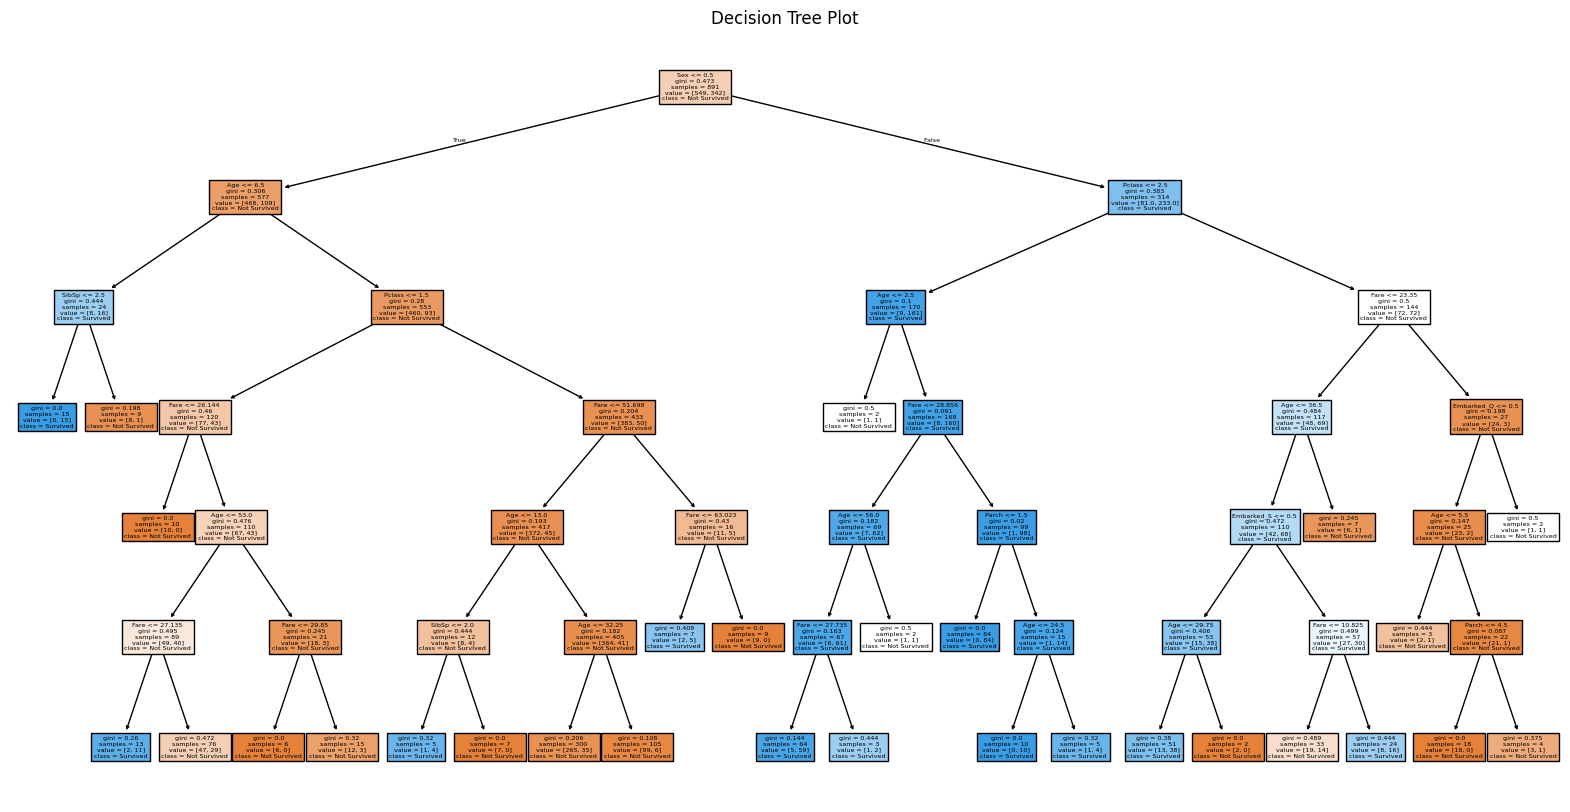 Decision Tree Plot
Sex <= 0.5
gini = 0.473
samples = 891
value = [549, 342]
class = Not Survived
True
False
Age <= 6.5
gini = 0.306
samples = 577
value = [468, 109]
class = Not Survived
Pclass <= 2.5
gini = 0.383
samples = 314
value = [81.0, 233.0]
class = Survived
SibSp <= 2.5
gini = 0.444
samples = 24
value = [8, 16]
class = Survived
Pclass <= 1.5
gini = 0.28
samples = 553
value = [460, 93]
class = Not Survived
Age <= 2.5
gini = 0.1
samples = 170
value = [9, 161]
class = Survived
Fare <= 23.35
gini = 0.5
samples = 144
value = [72, 72]
class = Not Survived
gini = 0.0
samples = 15
value = [0, 15]
class = Survived
gini = 0.198
samples = 9
value = [8, 1]
class = Not Survived
Fare <= 26.144
gini = 0.46
samples = 120
value = [77, 43]
class = Not Survived
Fare <= 51.698
gini = 0.204
samples = 433
value = [383, 50]
class = Not Survived
gini = 0.5
samples = 2
value = [1, 1]
class = Not Survived
Fare <= 28.856
gini = 0.091
samples = 168
value = [8, 160]
class = Survived
Age <= 36.5
gini = 0.484
samples = 117
value = [48, 69]
class = Survived
Embarked_Q <= 0.5
gini = 0.198
samples = 27
value = [24, 3]
class = Not Survived
gini = 0.0
samples = 10
value = [10, 0]
class = Not Survived
Age <= 53.0
gini = 0.476
samples = 110
value = [67, 43]
class = Not Survived
Age <= 13.0
gini = 0.193
samples = 417
value = [372, 45]
class = Not Survived
Fare <= 63.023
gini = 0.43
samples = 16
value = [11, 5]
class = Not Survived
Age <= 56.0
gini = 0.182
samples = 69
value = [7, 62]
class = Survived
Parch <= 1.5
gini = 0.02
samples = 99
value = [1, 98]
class = Survived
Embarked_S <= 0.5
gini = 0.472
samples = 110
value = [42, 68]
class = Survived
gini = 0.245
samples = 7
value = [6, 1]
class = Not Survived
Age <= 5.5
gini = 0.147
samples = 25
value = [23, 2]
class = Not Survived
gini = 0.5
samples = 2
value = [1, 1]
class = Not Survived
Fare <= 27.135
gini = 0.495
samples = 89
value = [49, 40]
class = Not Survived
Fare <= 29.85
gini = 0.245
samples = 21
value = [18, 3]
class = Not Survived
SibSp <= 2.0
gini = 0.444
samples = 12
value = [8, 4]
class = Not Survived
Age <= 32.25
gini = 0.182
samples = 405
value = [364, 41]
class = Not Survived
gini = 0.408
samples = 7
value = [2, 5]
class = Survived
gini = 0.0
samples = 9
value = [9, 0]
class = Not Survived
Fare <= 27.735
gini = 0.163
samples = 67
value = [6, 61]
class = Survived
gini = 0.5
samples = 2
value = [1, 1]
class = Not Survived
gini = 0.0
samples = 84
value = [0, 84]
class = Survived
Age <= 24.5
gini = 0.124
samples = 15
value = [1, 14]
class = Survived
Age <= 29.75
gini = 0.406
samples = 53
value = [15, 38]
class = Survived
Fare <= 10.825
gini = 0.499
samples = 57
value = [27, 30]
class = Survived
gini = 0.444
samples = 3
value = [2, 1]
class = Not Survived
Parch <= 4.5
gini = 0.087
samples = 22
value = [21, 1]
class = Not Survived
gini = 0.26
samples = 13
value = [2, 11]
class = Survived
gini = 0.472
samples = 76
value = [47, 29]
class = Not Survived
gini = 0.0
samples = 6
value = [6, 0]
class = Not Survived
gini = 0.32
samples = 15
value = [12, 3]
class = Not Survived
gini = 0.32
samples = 5
value = [1, 4]
class = Survived
gini = 0.0
samples = 7
value = [7, 0]
class = Not Survived
gini = 0.206
samples = 300
value = [265, 35]
class = Not Survived
gini = 0.108
samples = 105
value = [99, 6]
class = Not Survived
gini = 0.144
samples = 64
value = [5, 59]
class = Survived
gini = 0.444
samples = 3
value = [1, 2]
class = Survived
gini = 0.0
samples = 10
value = [0, 10]
class = Survived
gini = 0.32
samples = 5
value = [1, 4]
class = Survived
gini = 0.38
samples = 51
value = [13, 38]
class = Survived
gini = 0.0
samples = 2
value = [2, 0]
class = Not Survived
gini = 0.489
samples = 33
value = [19, 14]
class = Not Survived
gini = 0.444
samples = 24
value = [8, 16]
class = Survived
gini = 0.0
samples = 18
value = [18, 0]
class = Not Survived
gini = 0.375
samples = 4
value = [3, 1]
class = Not Survived